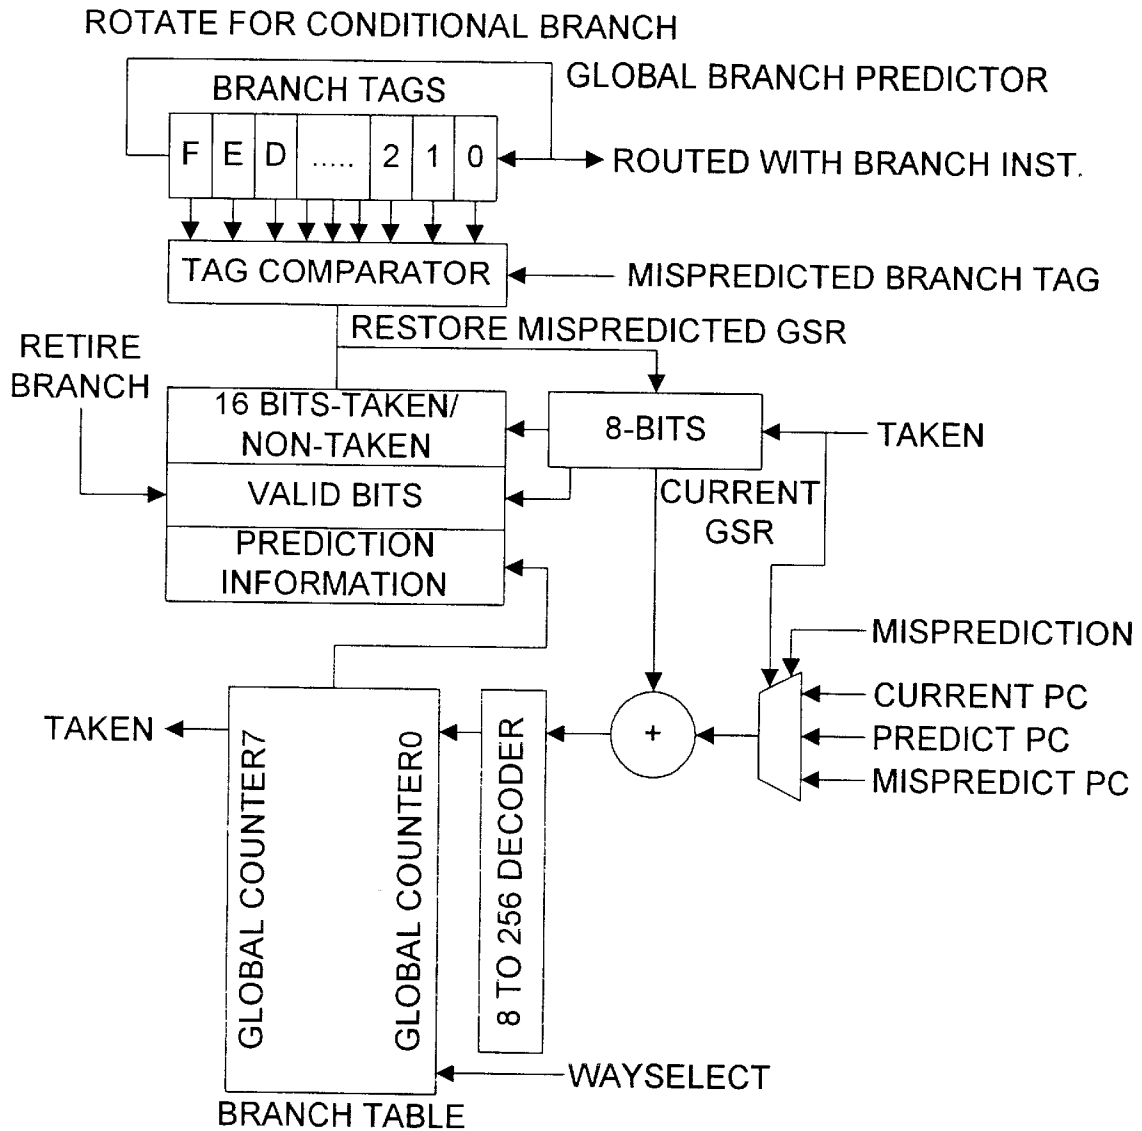 ROTATE FOR CONDITIONAL BRANCH
GLOBAL BRANCH PREDICTOR
BRANCH TAGS
F E D ..... 2 1 0
ROUTED WITH BRANCH INST.
TAG COMPARATOR
MISPREDICTED BRANCH TAG
RESTORE MISPREDICTED GSR
RETIRE
BRANCH
16 BITS-TAKEN/
NON-TAKEN
8-BITS
TAKEN
VALID BITS
CURRENT
GSR
PREDICTION
INFORMATION
MISPREDICTION
CURRENT PC
TAKEN
+
PREDICT PC
MISPREDICT PC
GLOBAL COUNTER7
GLOBAL COUNTER0
8 TO 256 DECODER
WAYSELECT
BRANCH TABLE